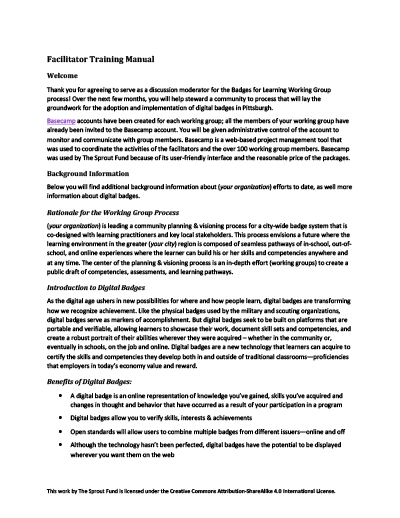 Facilitator Training Manual
Welcome
Thank you for agreeing to serve as a discussion moderator for the Badges for Learning Working Group
process! Over the next few months, you will help steward a community to process that will lay the
groundwork for the adoption and implementation of digital badges in Pittsburgh.
Basecamp accounts have been created for each working group; all the members of your working group have
already been invited to the Basecamp account. You will be given administrative control of the account to
monitor and communicate with group members. Basecamp is a web-based project management tool that
was used to coordinate the activities of the facilitators and the over 100 working group members. Basecamp
was used by The Sprout Fund because of its user-friendly interface and the reasonable price of the packages.
Background Information
Below you will find additional background information about (your organization) efforts to date, as well more
information about digital badges.
Rationale for the Working Group Process
(your organization) is leading a community planning & visioning process for a city-wide badge system that is
co-designed with learning practitioners and key local stakeholders. This process envisions a future where the
learning environment in the greater (your city) region is composed of seamless pathways of in-school, out-of-
school, and online experiences where the learner can build his or her skills and competencies anywhere and
at any time. The center of the planning & visioning process is an in-depth effort (working groups) to create a
public draft of competencies, assessments, and learning pathways.
Introduction to Digital Badges
As the digital age ushers in new possibilities for where and how people learn, digital badges are transforming
how we recognize achievement. Like the physical badges used by the military and scouting organizations,
digital badges serve as markers of accomplishment. But digital badges seek to be built on platforms that are
portable and verifiable, allowing learners to showcase their work, document skill sets and competencies, and
create a robust portrait of their abilities wherever they were acquired – whether in the community or,
eventually in schools, on the job and online. Digital badges are a new technology that learners can acquire to
certify the skills and competencies they develop both in and outside of traditional classrooms—proficiencies
that employers in today's economy value and reward.
Benefits of Digital Badges:
• A digital badge is an online representation of knowledge you've gained, skills you've acquired and
changes in thought and behavior that have occurred as a result of your participation in a program
• Digital badges allow you to verify skills, interests & achievements
• Open standards will allow users to combine multiple badges from different issuers—online and off
• Although the technology hasn't been perfected, digital badges have the potential to be displayed
wherever you want them on the web
This work by The Sprout Fund is licensed under the Creative Commons Attribution-ShareAlike 4.0 International License.